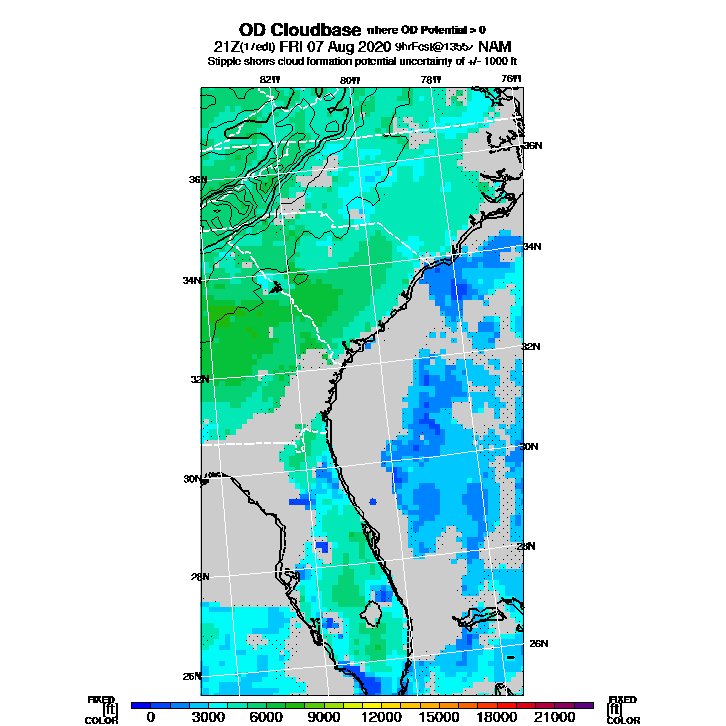 OD Cloudbase where OD Potential > 0
21Z(17edt) FRI 07 Aug 2020 9hrFcst@1355z NAM
Stipple shows cloud formation potential uncertainty of +/- 1000 ft
82W 80W 78W 76W
36N 36N
34N 34N
32N 32N
30N 30N
28N 28N
26N 26N
FIXED FIXED
[ft] [ft]
COLOR COLOR
0 3000 6000 9000 12000 15000 18000 21000